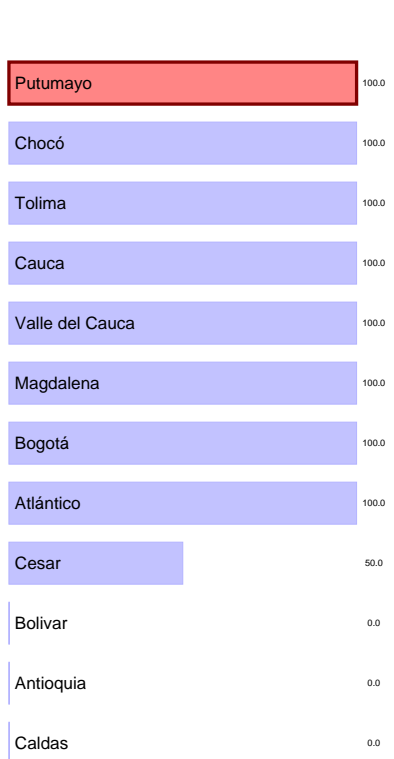 Putumayo 100.0
Chocó 100.0
Tolima 100.0
Cauca 100.0
Valle del Cauca 100.0
Magdalena 100.0
Bogotá 100.0
Atlántico 100.0
Cesar 50.0
Bolivar 0.0
Antioquia 0.0
Caldas 0.0